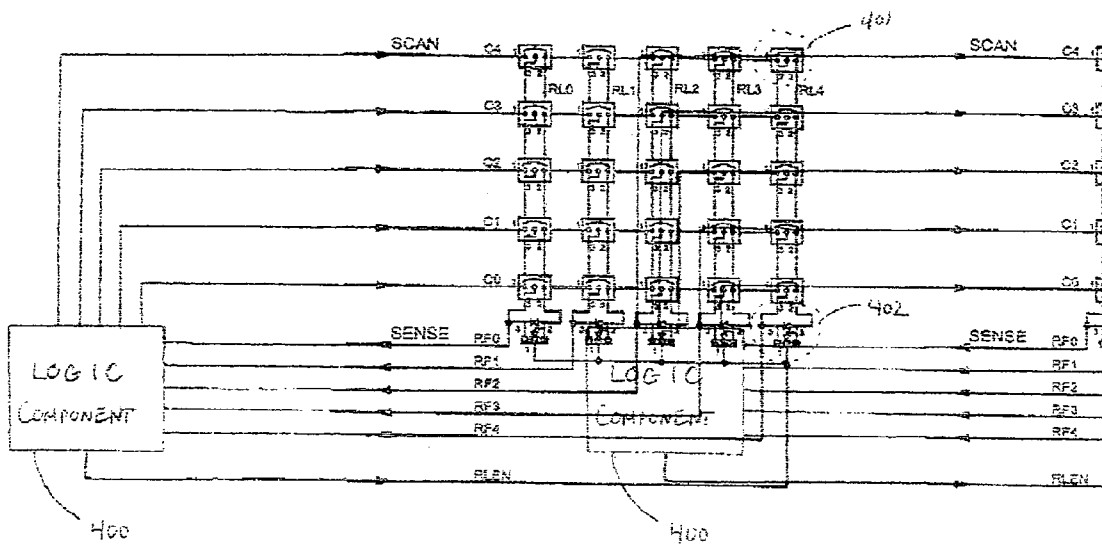 401
SCAN C4 SCAN C4
RL0 RL1 RL2 RL3 RL4
C3 C3
C2 C2
C1 C1
C0 C0
402
SENSE RF0 SENSE RF0
LOGIC COMPONENT
RF1 RF1
LOGIC COMPONENT
RF2 RF2
RF3 RF3
RF4 RF4
RLEN RLEN
400 400